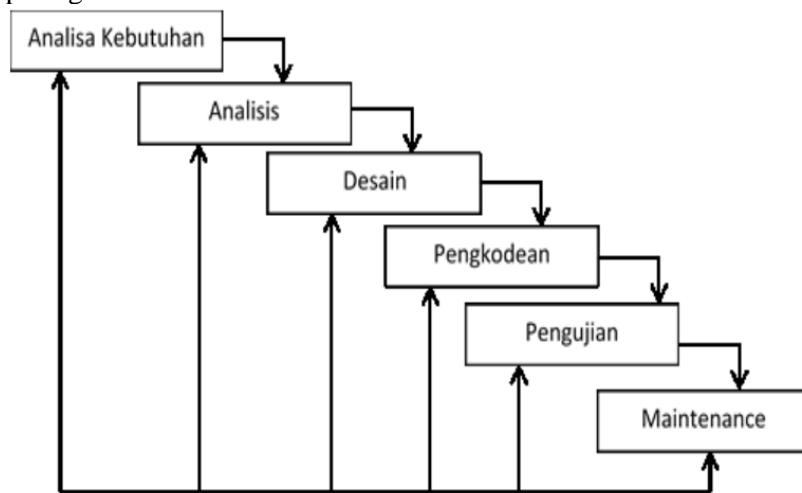 Analisa Kebutuhan
Analisis
Desain
Pengkodean
Pengujian
Maintenance